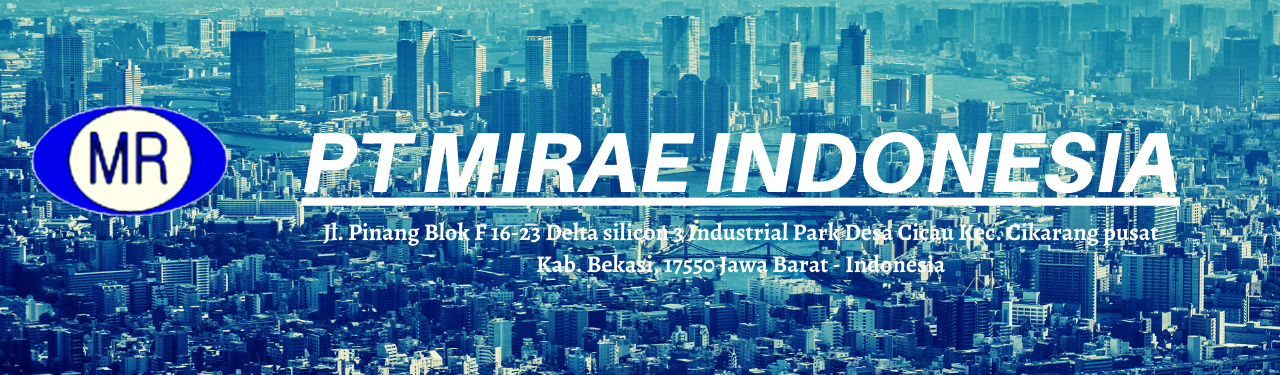 MR
PT MIRAE INDONESIA
Jl. Pinang Blok F 16-23 Delta silicon 3 Industrial Park Desa Cicau Kec. Cikarang pusat
Kab. Bekasi, 17550 Jawa Barat - Indonesia